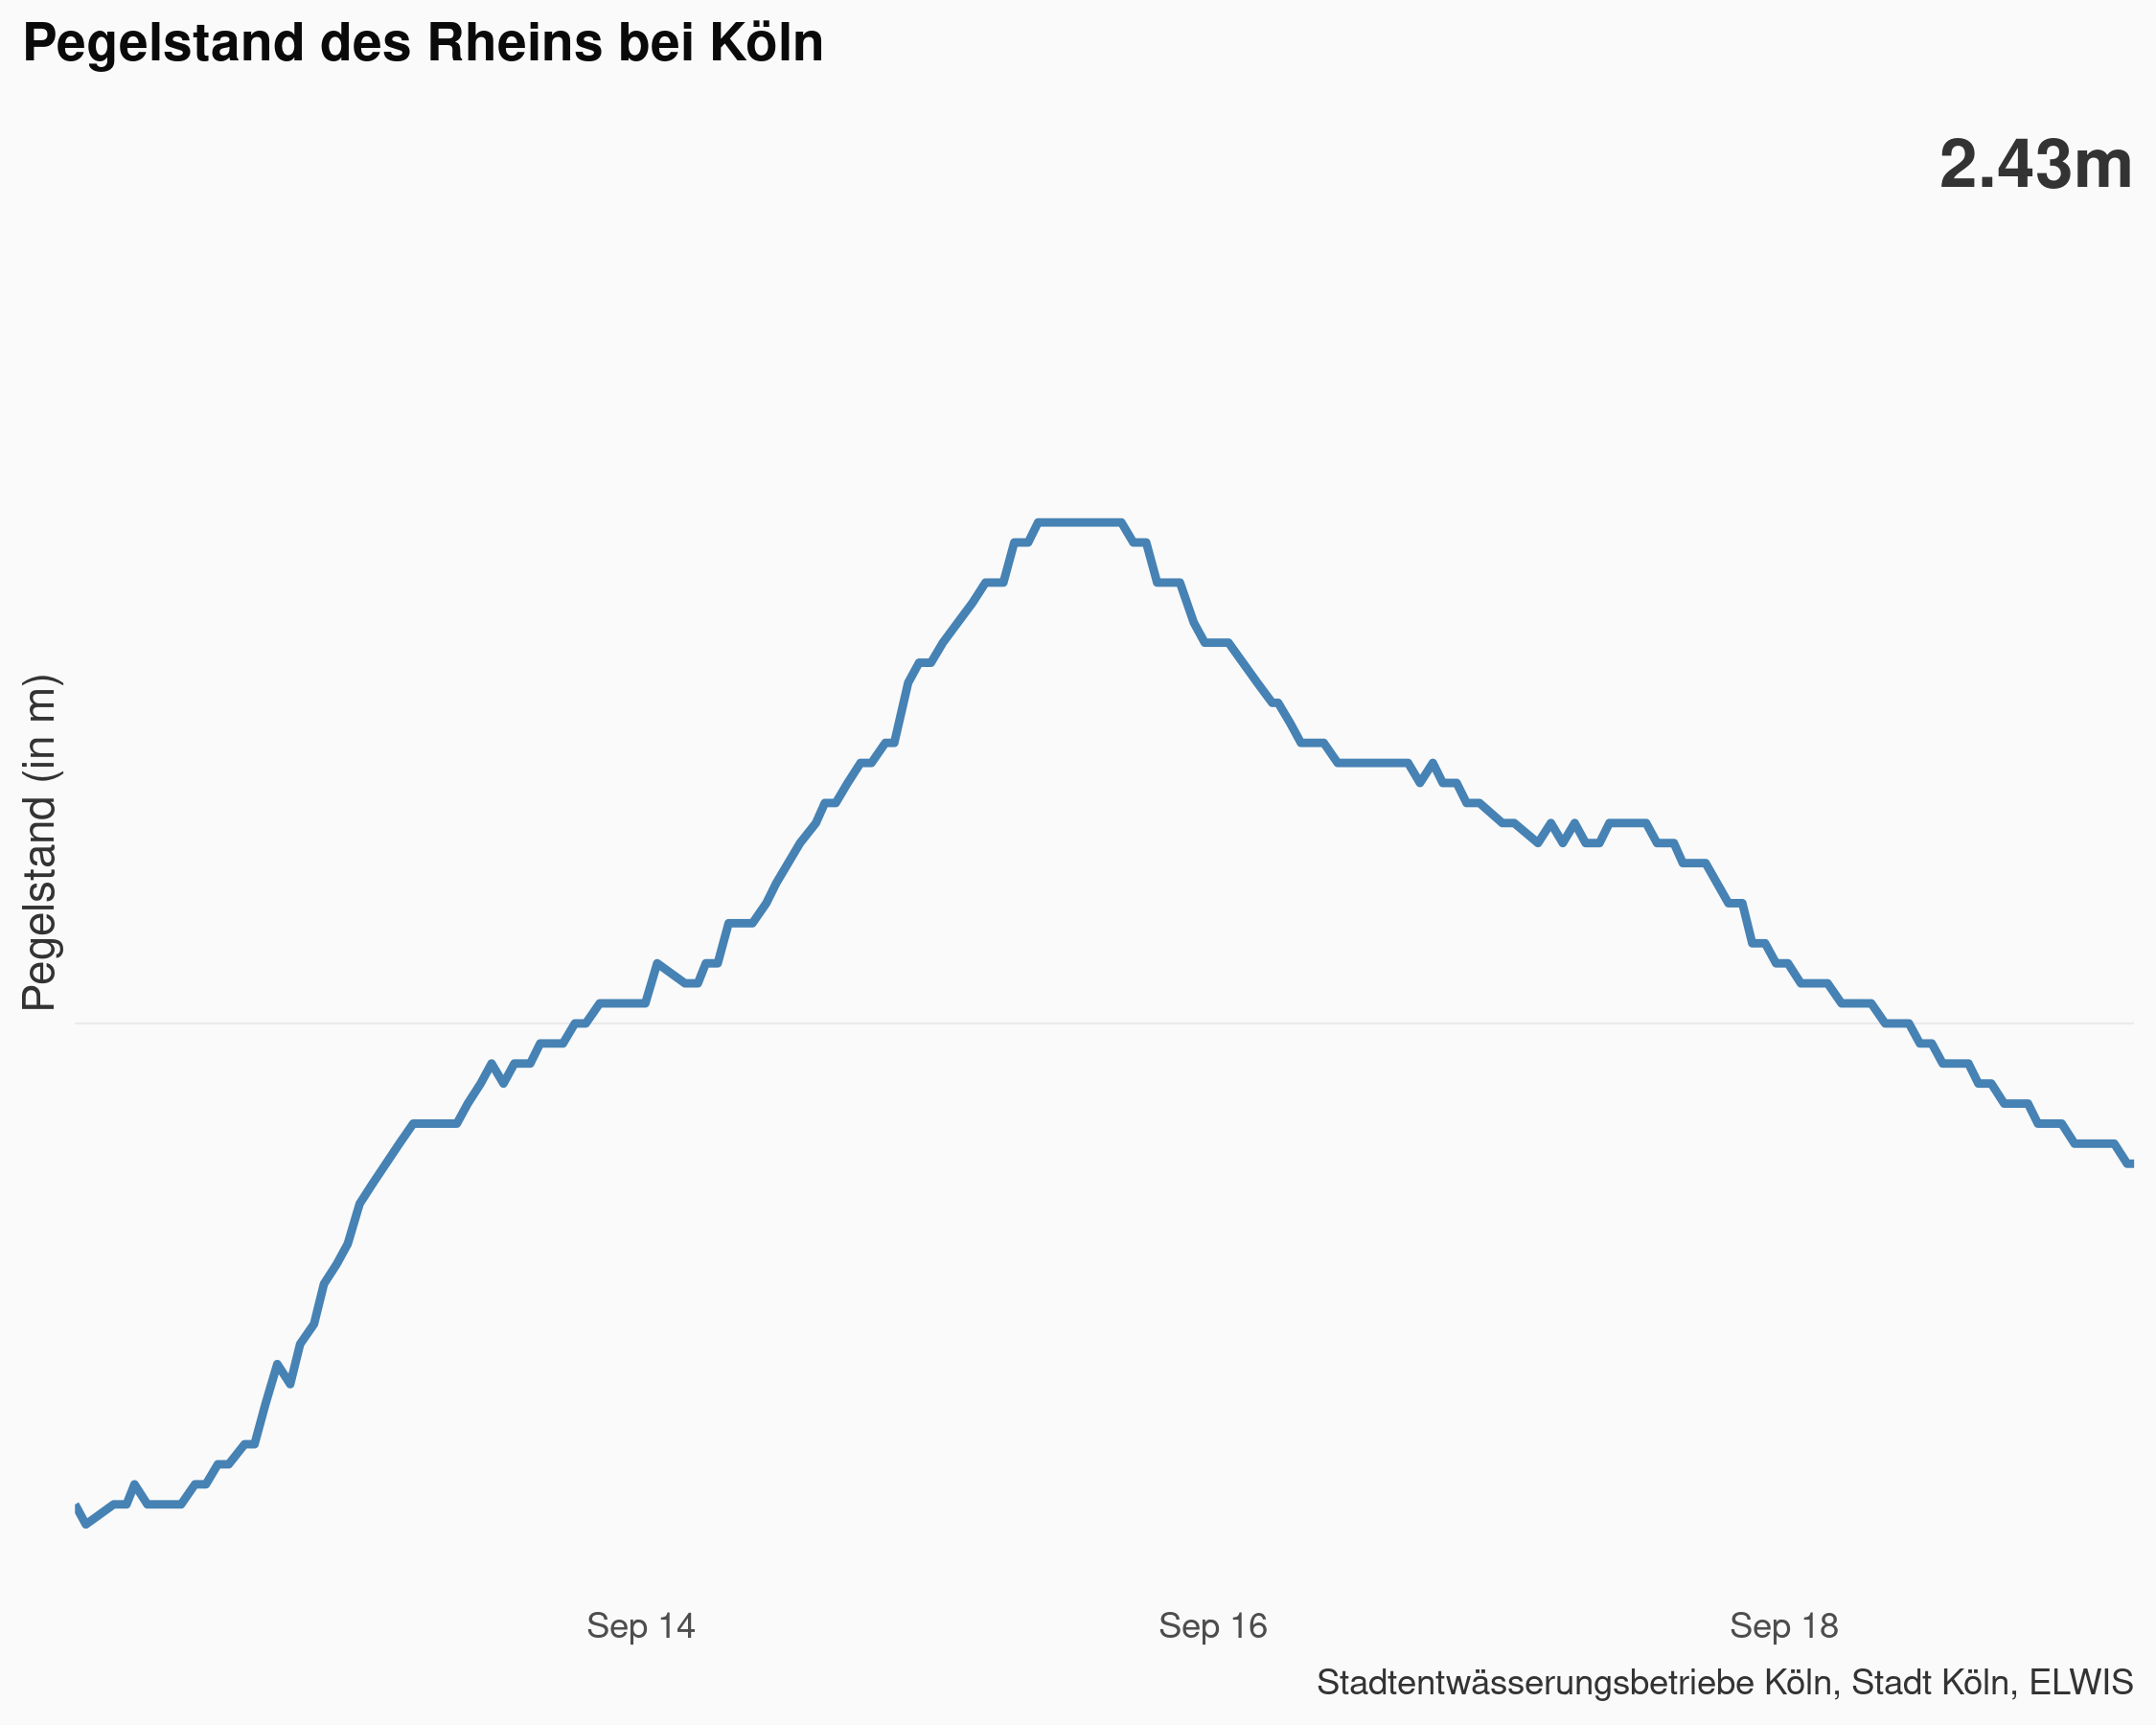 Pegelstand des Rheins bei Köln
2.43m
Pegelstand (in m)
Sep 14 Sep 16 Sep 18
Stadtentwässerungsbetriebe Köln, Stadt Köln, ELWIS